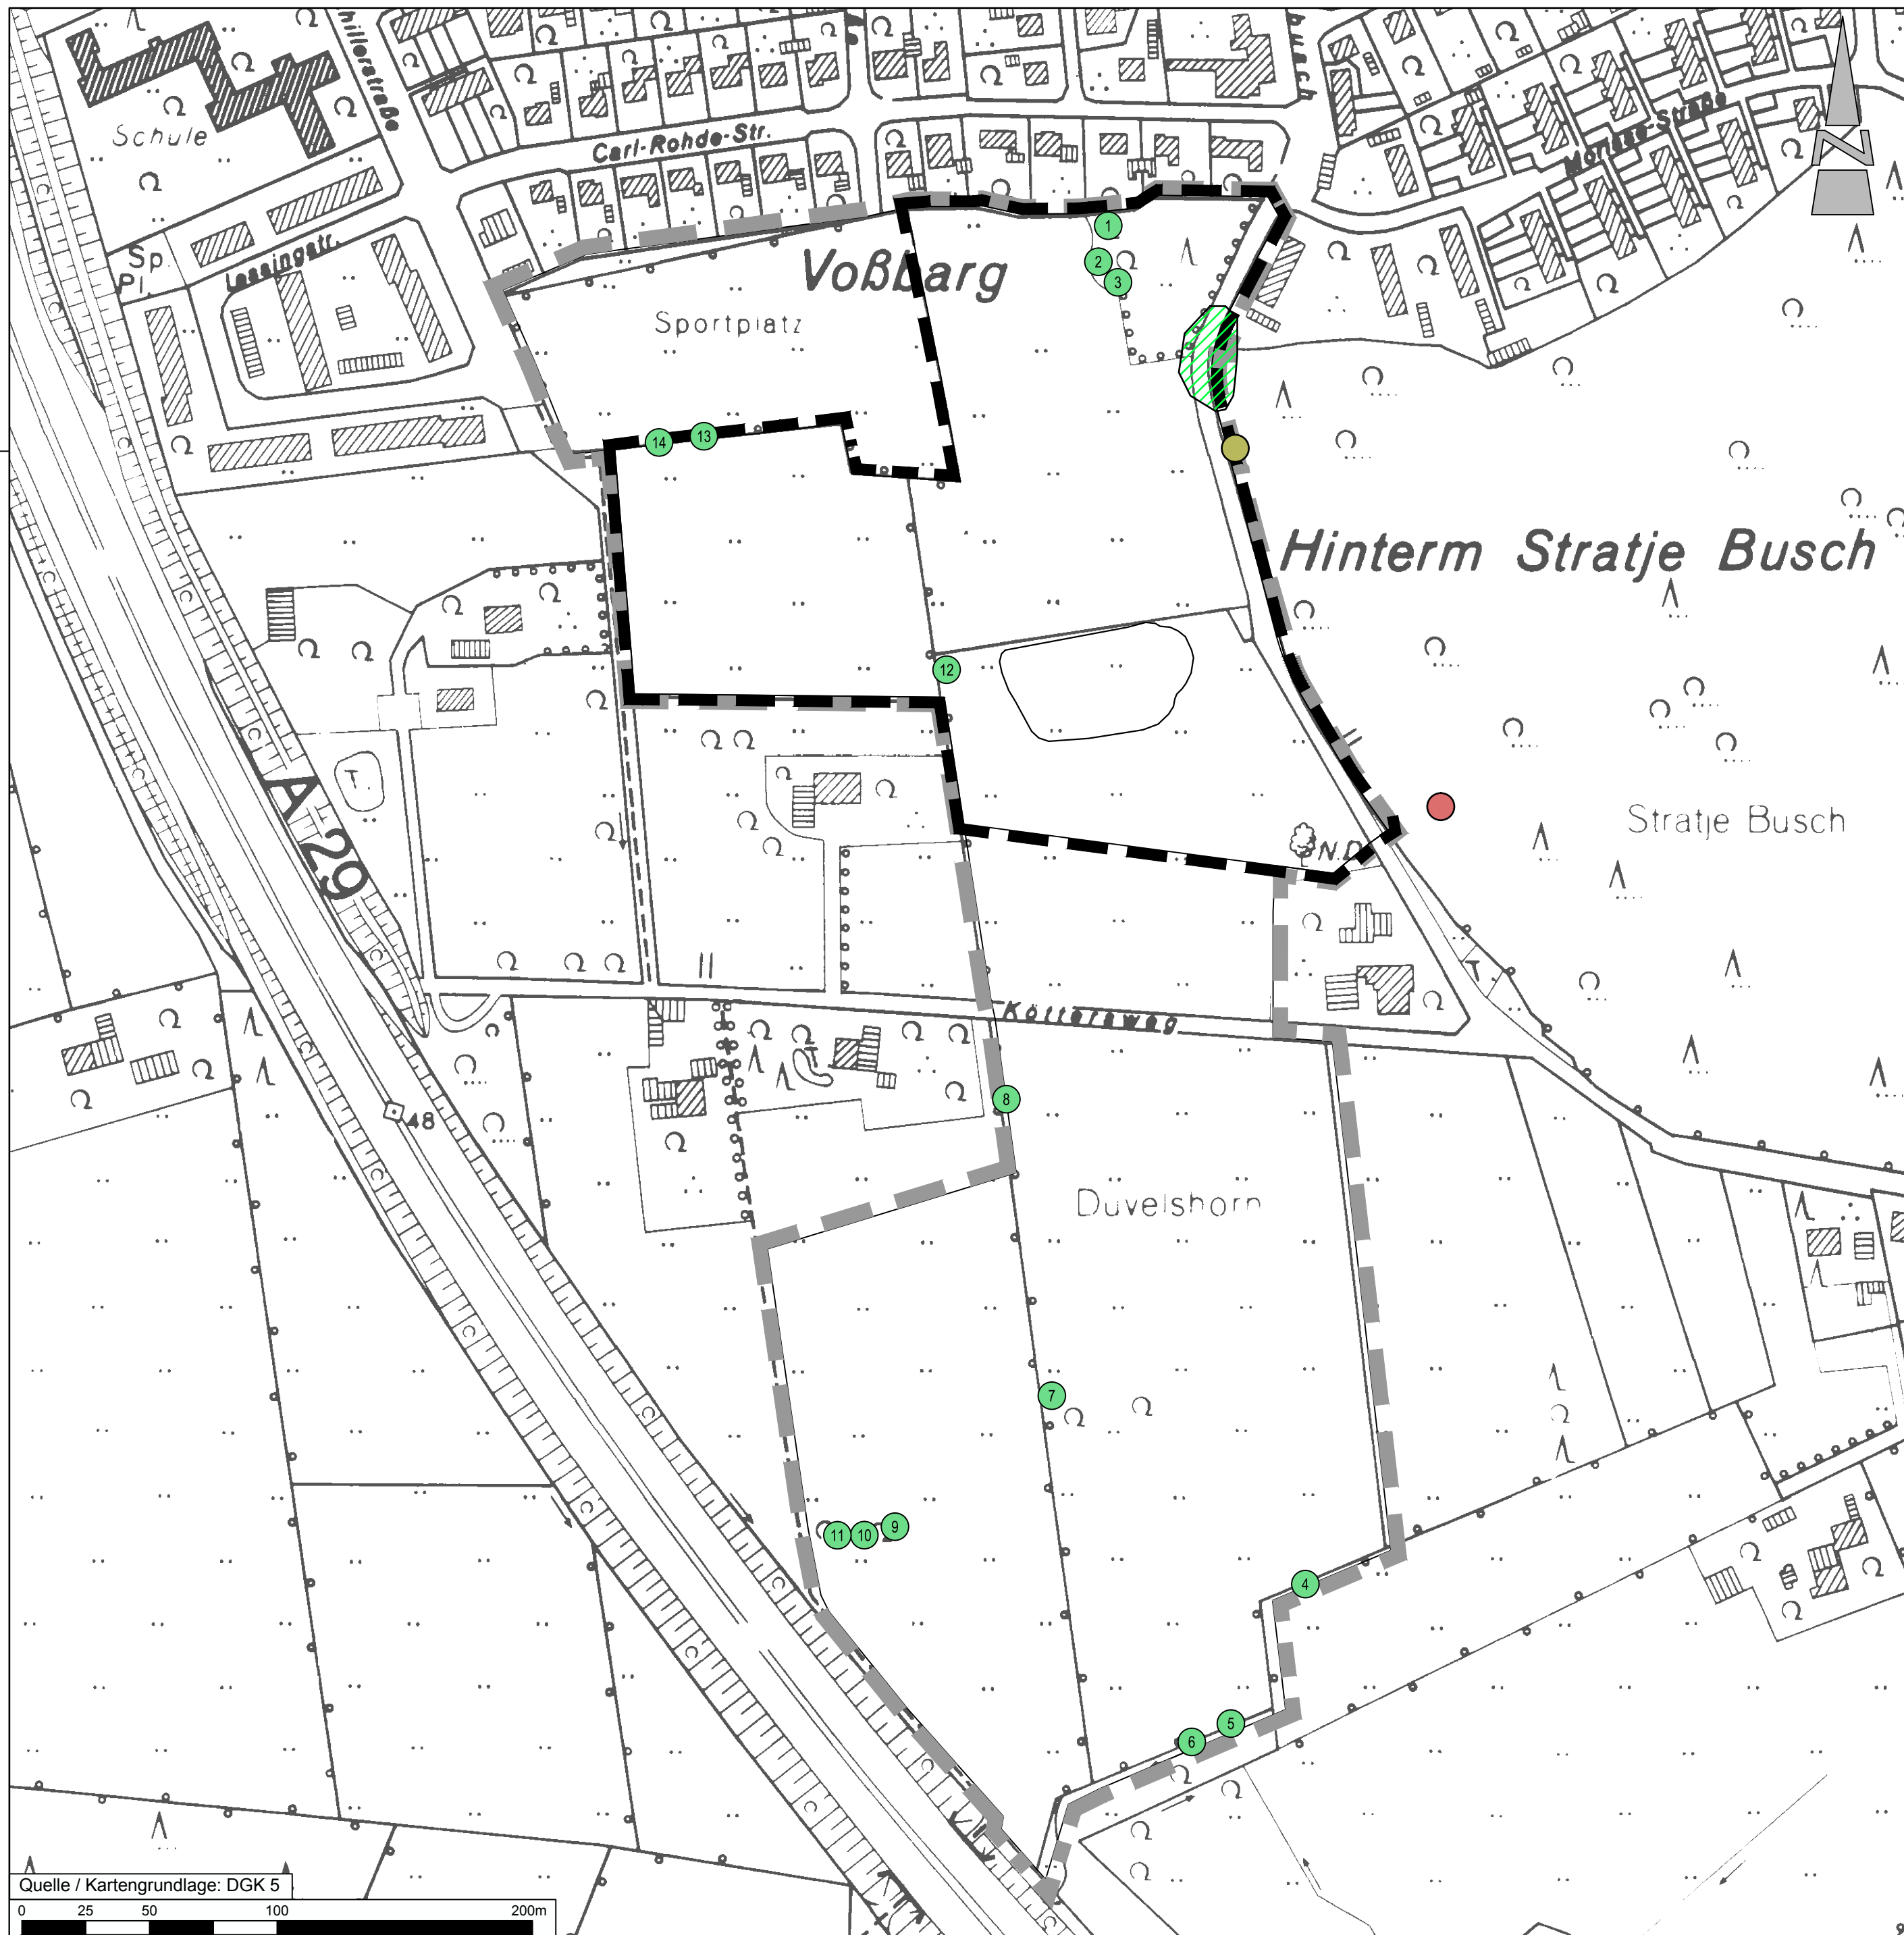 Schule
Carl-Rohde-Str.
Sp.
Pl.
Lessingstr.
Voßbarg
Sportplatz
N
1
2
3
14
13
Hinterm Stratje Busch
12
A 29
T.
N.D.
Stratje Busch
T.
Köttersweg
T
48
8
Duvelshorn
7
11
10
9
4
5
6
Quelle / Kartengrundlage: DGK 5
0 25 50 100 200m